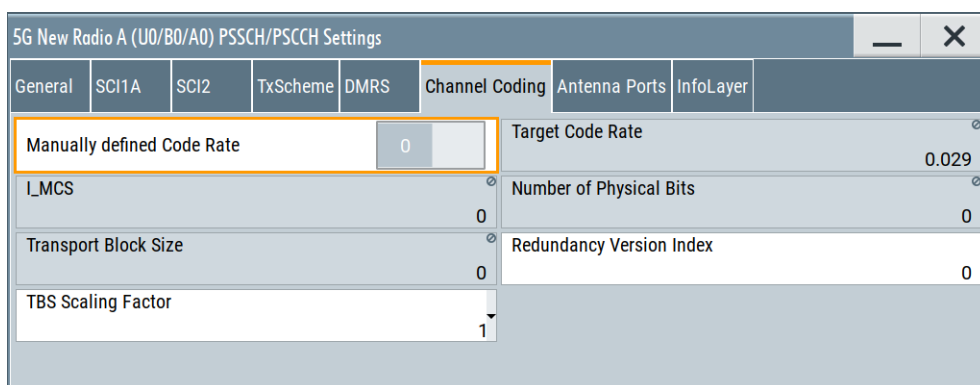 5G New Radio A (U0/B0/A0) PSSCH/PSCCH Settings
General SCI1A SCI2 TxScheme DMRS Channel Coding Antenna Ports InfoLayer
Manually defined Code Rate 0
Target Code Rate 0.029
I_MCS 0
Number of Physical Bits 0
Transport Block Size 0
Redundancy Version Index 0
TBS Scaling Factor 1